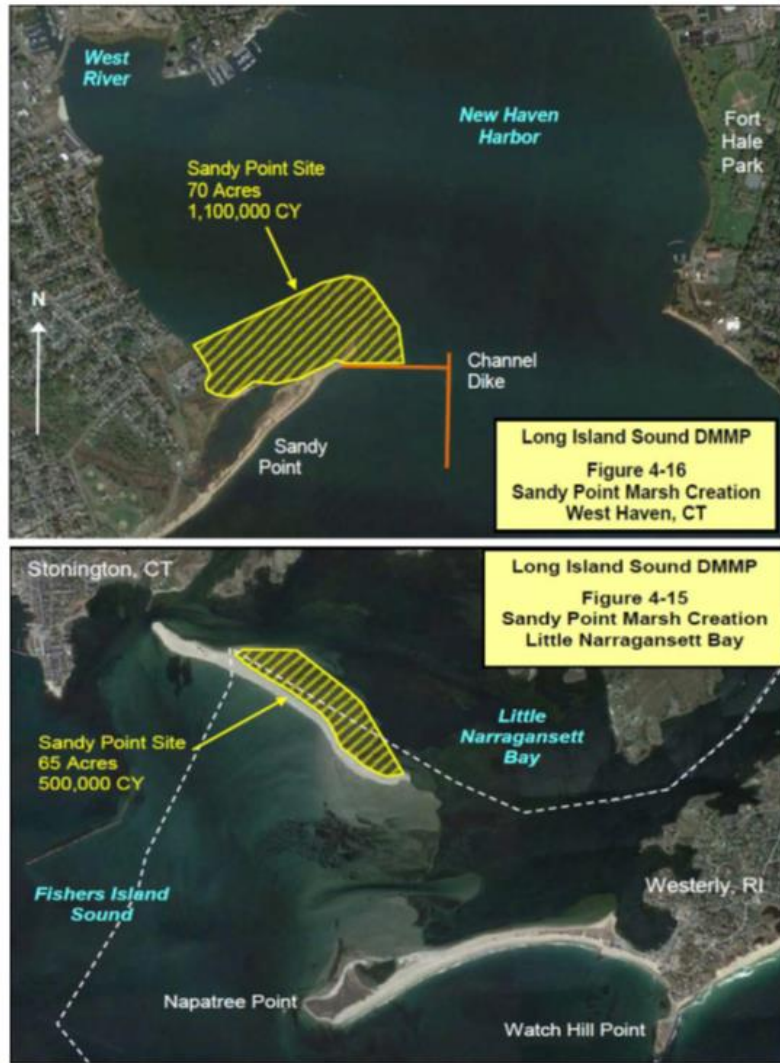 West
River
New Haven
Harbor
Fort
Hale
Park
Sandy Point Site
70 Acres
1,100,000 CY
N
Channel
Dike
Sandy
Point
Long Island Sound DMMP
Figure 4-16
Sandy Point Marsh Creation
West Haven, CT
Stonington, CT
Long Island Sound DMMP
Figure 4-15
Sandy Point Marsh Creation
Little Narragansett Bay
Little
Narragansett
Bay
Sandy Point Site
65 Acres
500,000 CY
Fishers Island
Sound
Westerly, RI
Napatree Point
Watch Hill Point